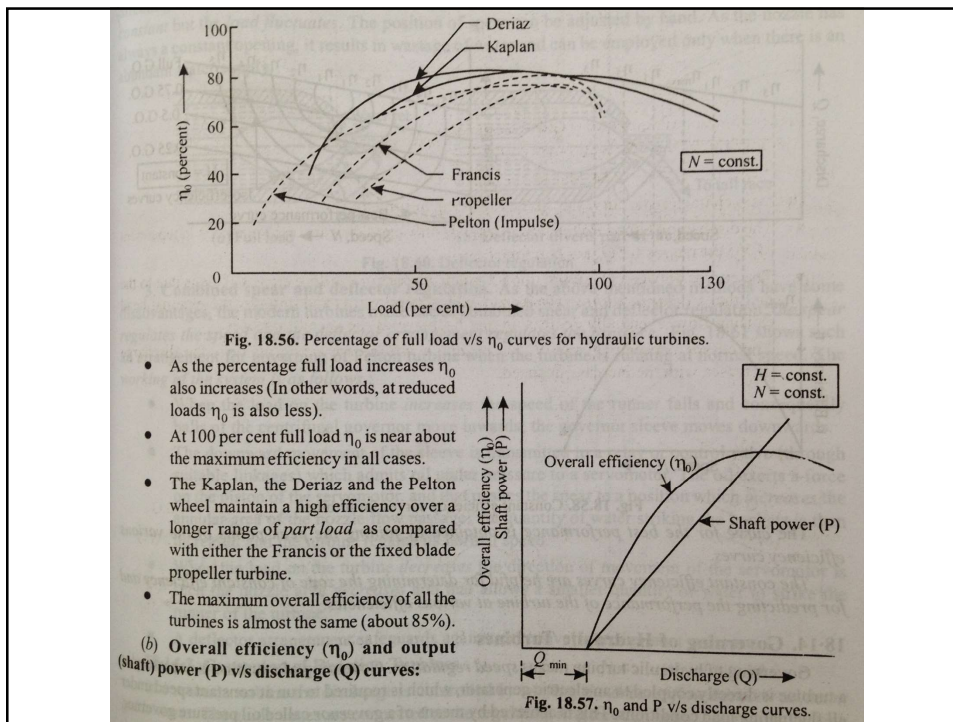 100
80
60
40
20
0
η₀ (percent)
Deriaz
Kaplan
N = const.
Francis
Propeller
Pelton (Impulse)
50
100
130
Load (per cent)
Fig. 18.56. Percentage of full load v/s η₀ curves for hydraulic turbines.
• As the percentage full load increases η₀
also increases (In other words, at reduced
loads η₀ is also less).
• At 100 per cent full load η₀ is near about
the maximum efficiency in all cases.
• The Kaplan, the Deriaz and the Pelton
wheel maintain a high efficiency over a
longer range of part load as compared
with either the Francis or the fixed blade
propeller turbine.
• The maximum overall efficiency of all the
turbines is almost the same (about 85%).
(b) Overall efficiency (η₀) and output
(shaft) power (P) v/s discharge (Q) curves:
H = const.
N = const.
Overall efficiency (η₀)
Shaft power (P)
Overall efficiency (η₀)
Shaft power (P)
Q min
Discharge (Q)
Fig. 18.57. η₀ and P v/s discharge curves.